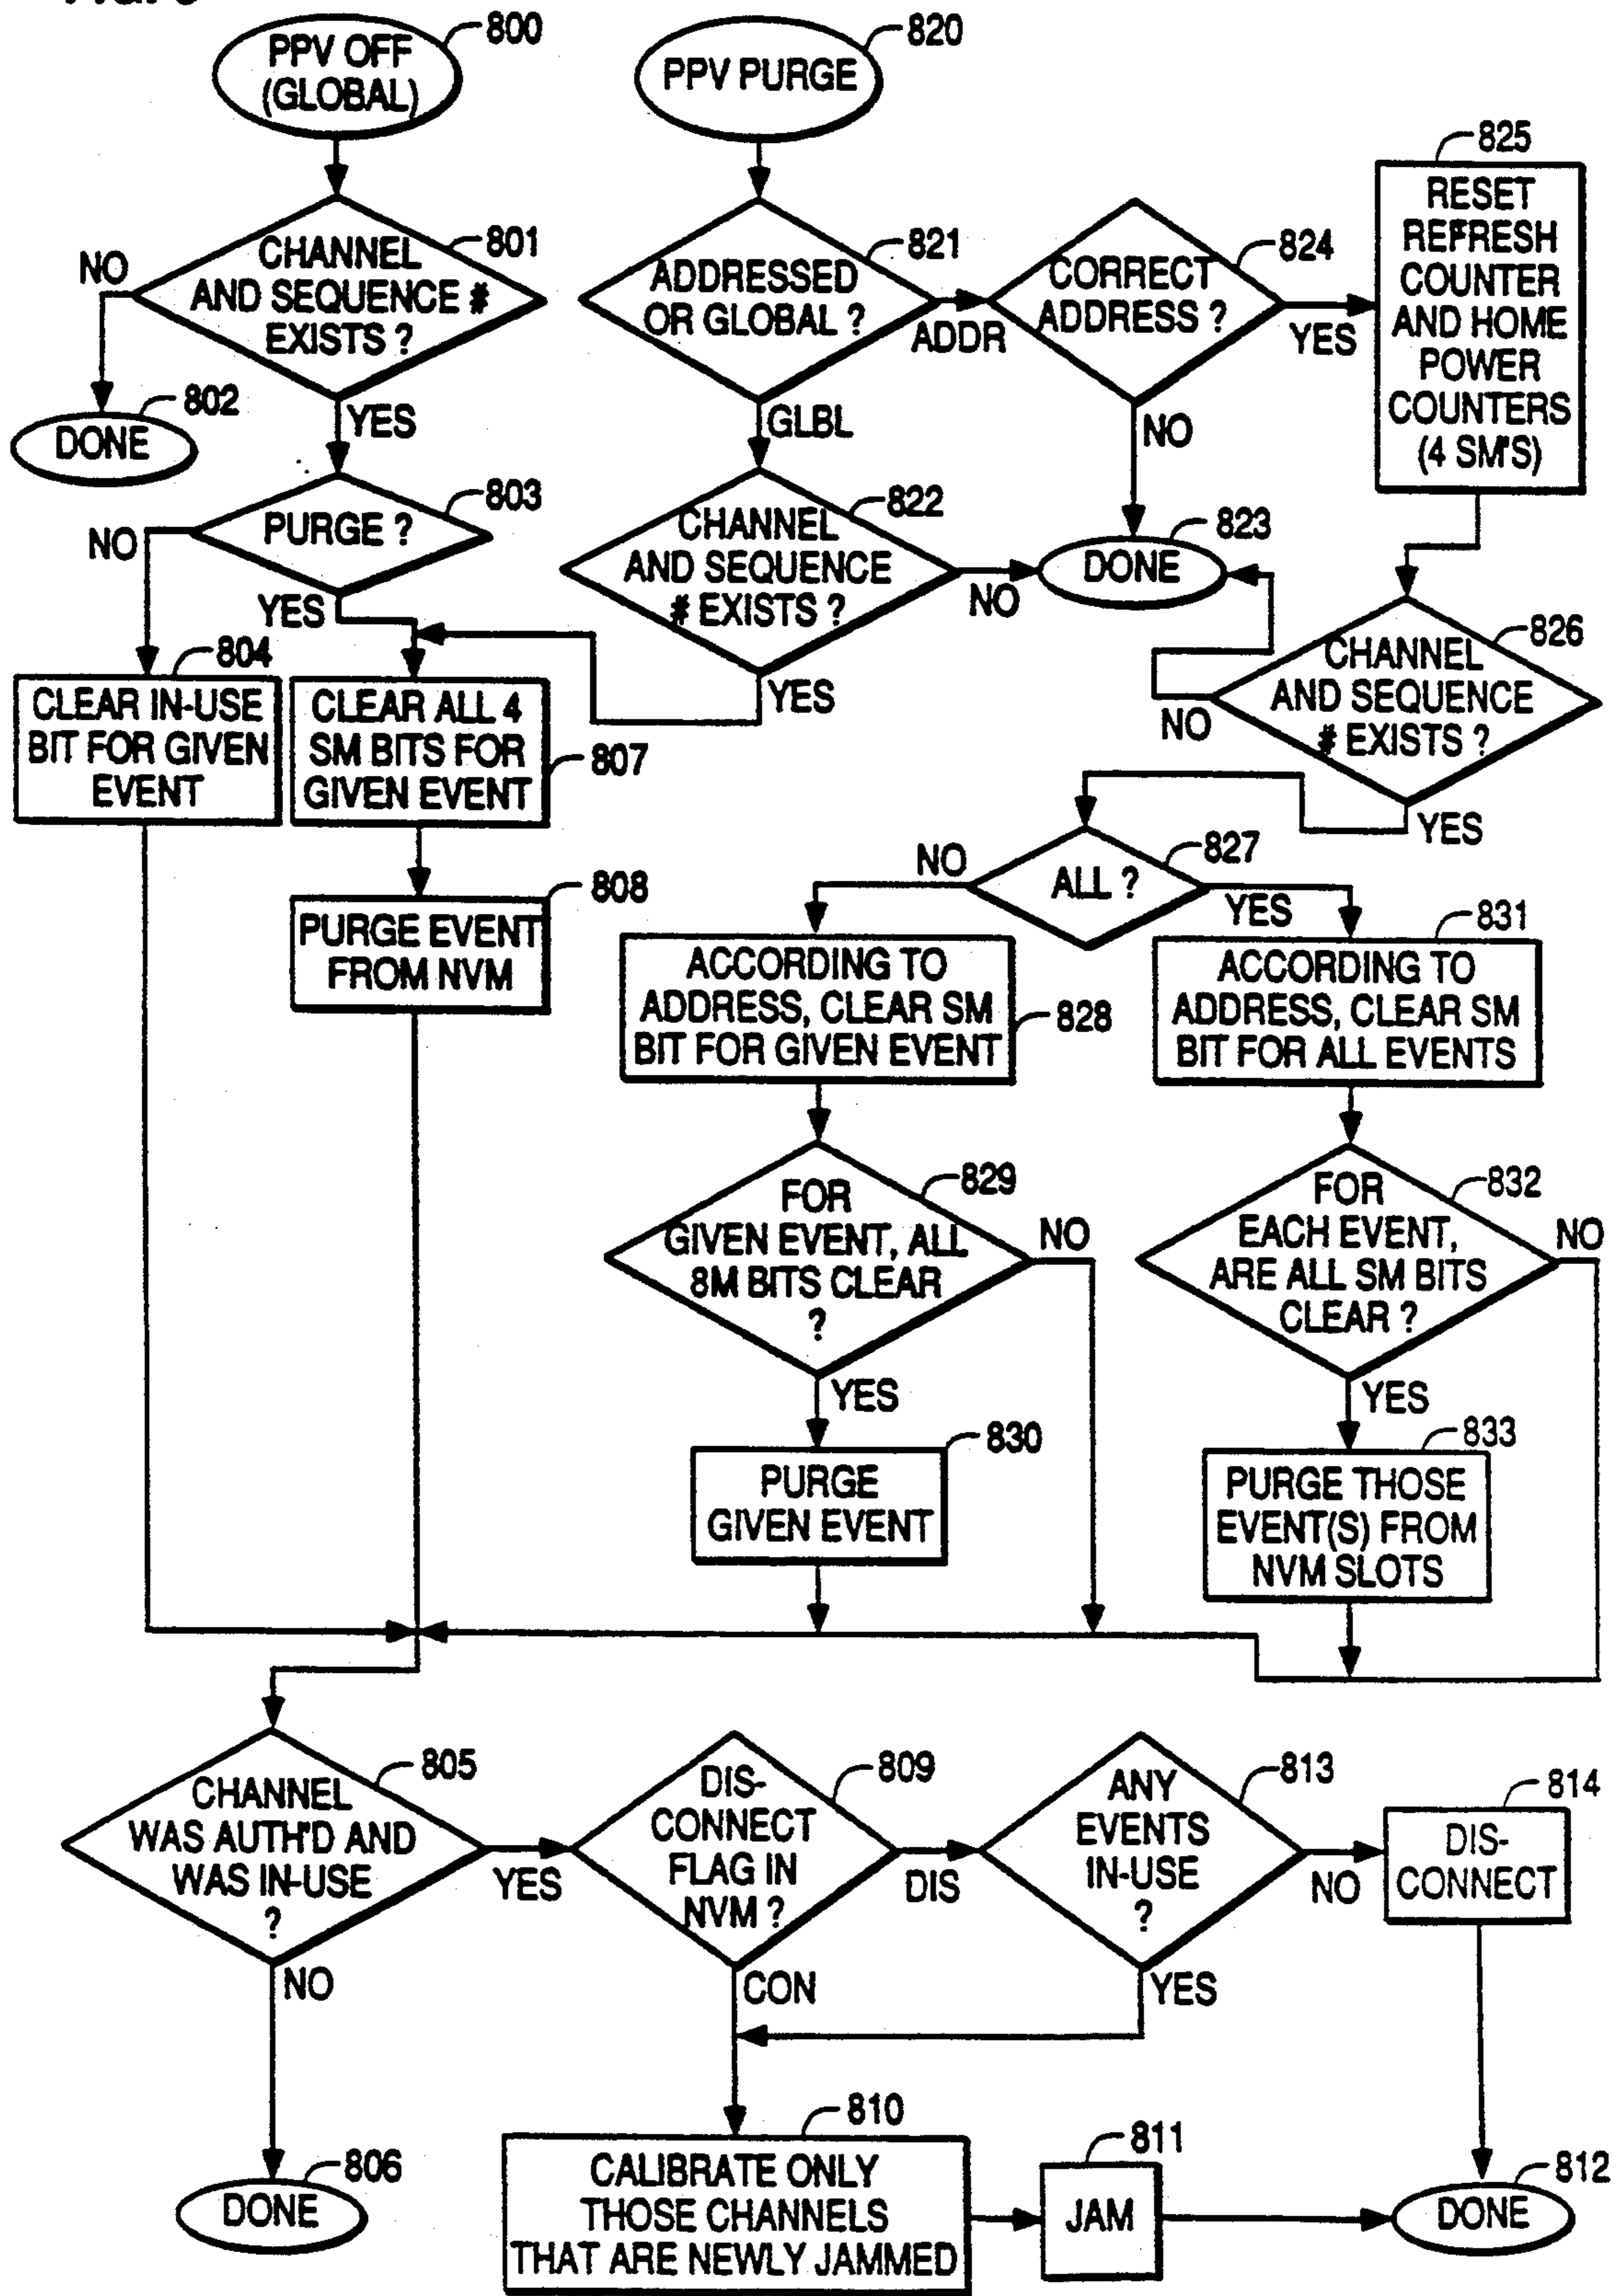 800
PPV OFF
(GLOBAL)
820
PPV PURGE
825
RESET
REFRESH
COUNTER
AND HOME
POWER
COUNTERS
(4 SM'S)
801
CHANNEL
AND SEQUENCE #
EXISTS ?
NO
YES
802
DONE
821
ADDRESSED
OR GLOBAL ?
ADDR
GLBL
824
CORRECT
ADDRESS ?
YES
NO
803
PURGE ?
NO
YES
822
CHANNEL
AND SEQUENCE
# EXISTS ?
NO
YES
823
DONE
826
CHANNEL
AND SEQUENCE
# EXISTS ?
NO
YES
804
CLEAR IN-USE
BIT FOR GIVEN
EVENT
CLEAR ALL 4
SM BITS FOR
GIVEN EVENT
807
808
PURGE EVENT
FROM NVM
827
ALL ?
NO
YES
ACCORDING TO
ADDRESS, CLEAR SM
BIT FOR GIVEN EVENT
828
831
ACCORDING TO
ADDRESS, CLEAR SM
BIT FOR ALL EVENTS
829
FOR
GIVEN EVENT, ALL
8M BITS CLEAR
?
NO
YES
832
FOR
EACH EVENT,
ARE ALL SM BITS
CLEAR ?
NO
YES
830
PURGE
GIVEN EVENT
833
PURGE THOSE
EVENT(S) FROM
NVM SLOTS
805
CHANNEL
WAS AUTH'D AND
WAS IN-USE
?
YES
NO
809
DIS-
CONNECT
FLAG IN
NVM ?
DIS
CON
813
ANY
EVENTS
IN-USE
?
NO
YES
814
DIS-
CONNECT
806
DONE
810
CALIBRATE ONLY
THOSE CHANNELS
THAT ARE NEWLY JAMMED
811
JAM
812
DONE